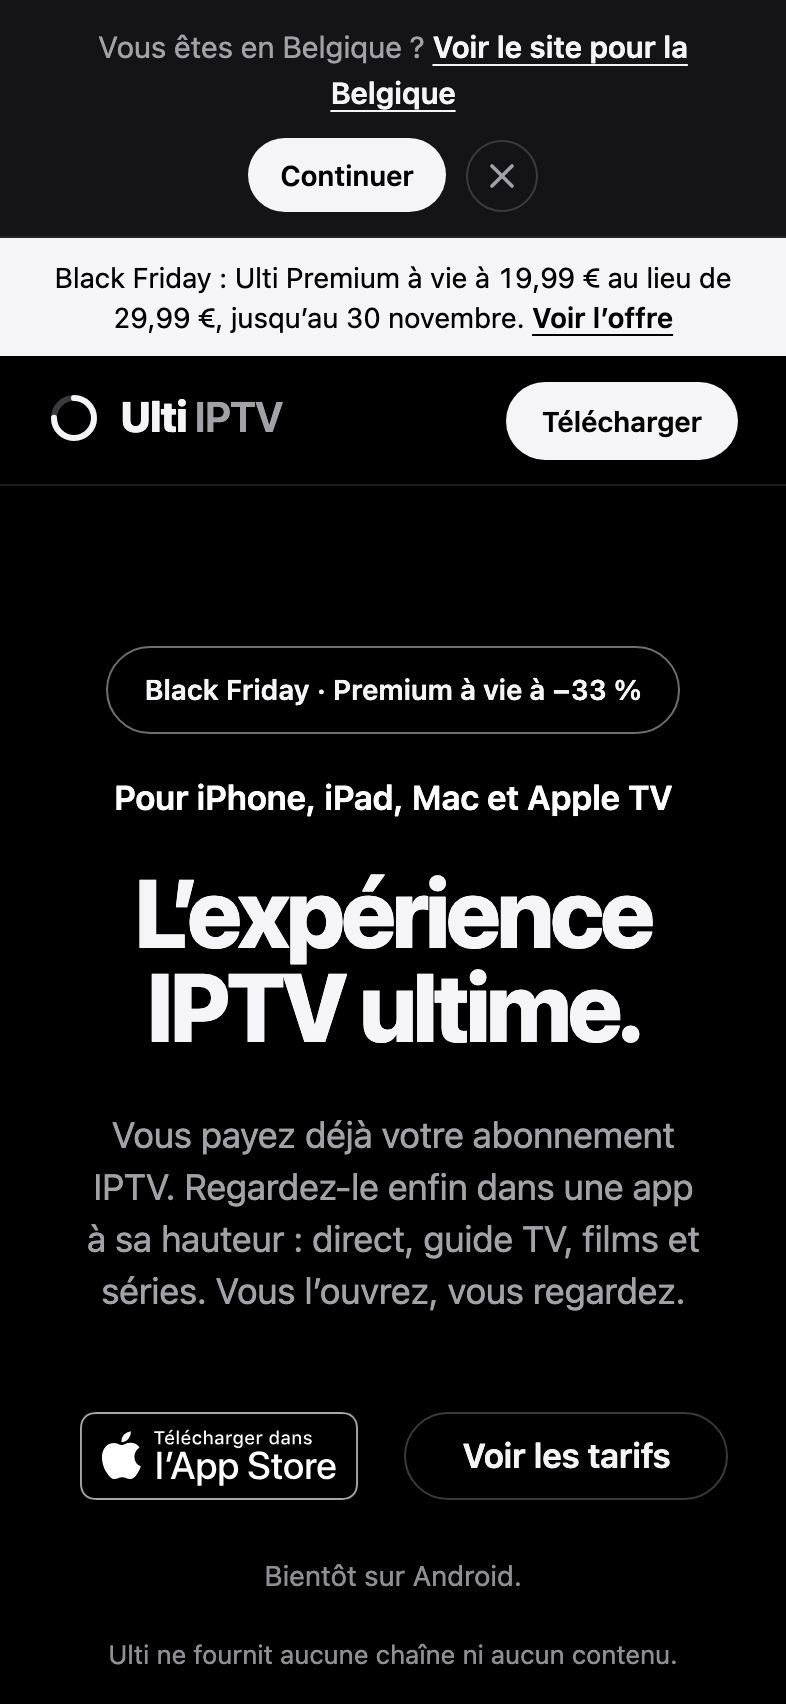 Vous êtes en Belgique ? Voir le site pour la
Belgique
Continuer
Black Friday : Ulti Premium à vie à 19,99 € au lieu de
29,99 €, jusqu’au 30 novembre. Voir l’offre
Ulti IPTV
Télécharger
Black Friday · Premium à vie à −33 %
Pour iPhone, iPad, Mac et Apple TV
L’expérience
IPTV ultime.
Vous payez déjà votre abonnement
IPTV. Regardez-le enfin dans une app
à sa hauteur : direct, guide TV, films et
séries. Vous l’ouvrez, vous regardez.
Télécharger dans
l’App Store
Voir les tarifs
Bientôt sur Android.
Ulti ne fournit aucune chaîne ni aucun contenu.